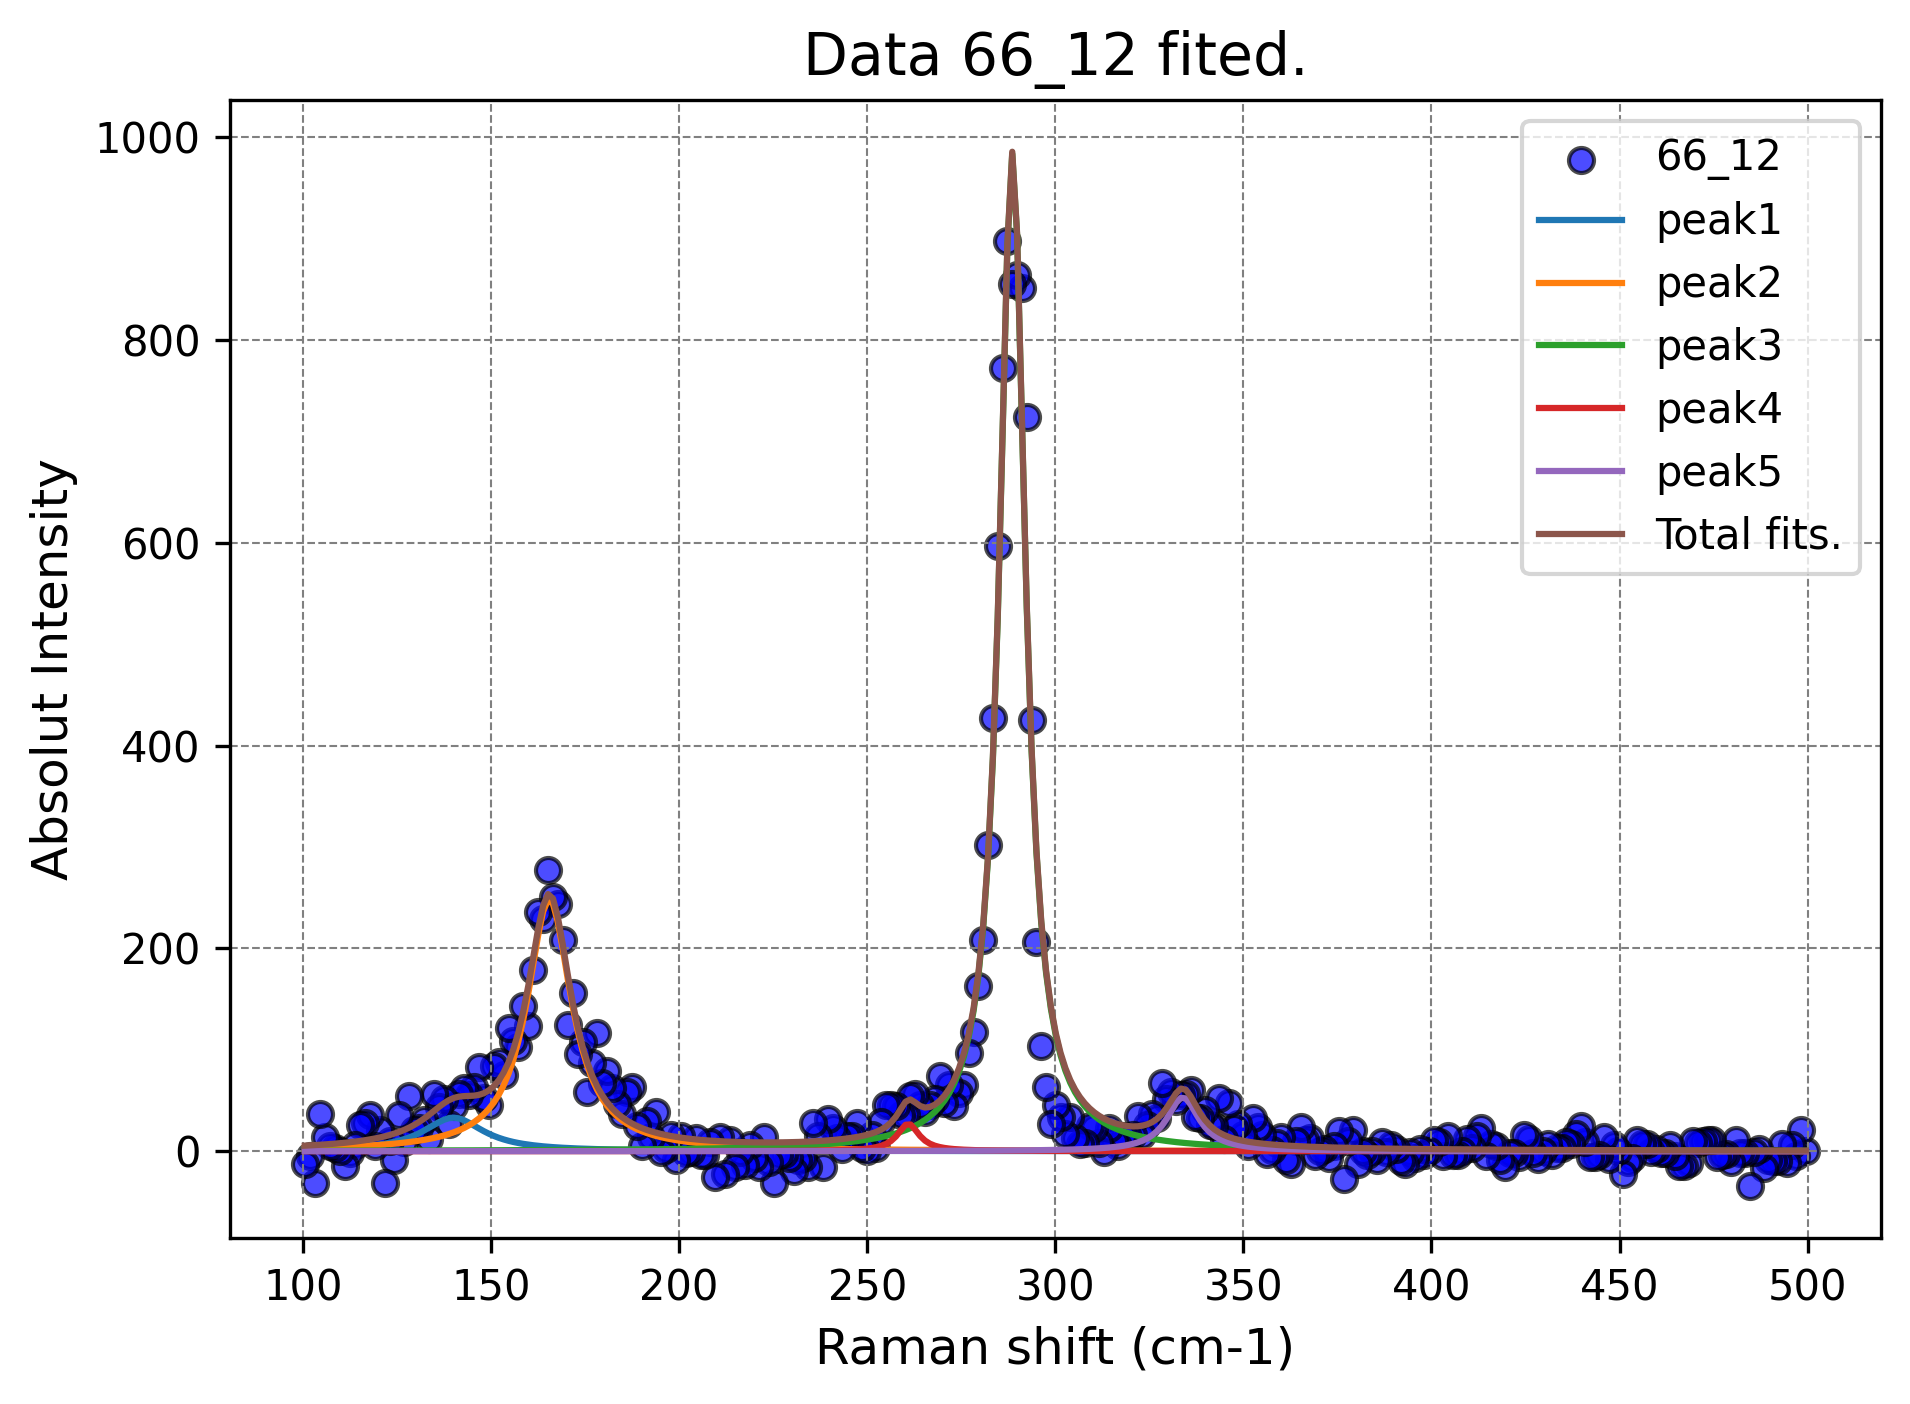 Data 66_12 fited.
1000
800
600
400
200
0
Absolut Intensity
100 150 200 250 300 350 400 450 500
Raman shift (cm-1)
66_12
peak1
peak2
peak3
peak4
peak5
Total fits.